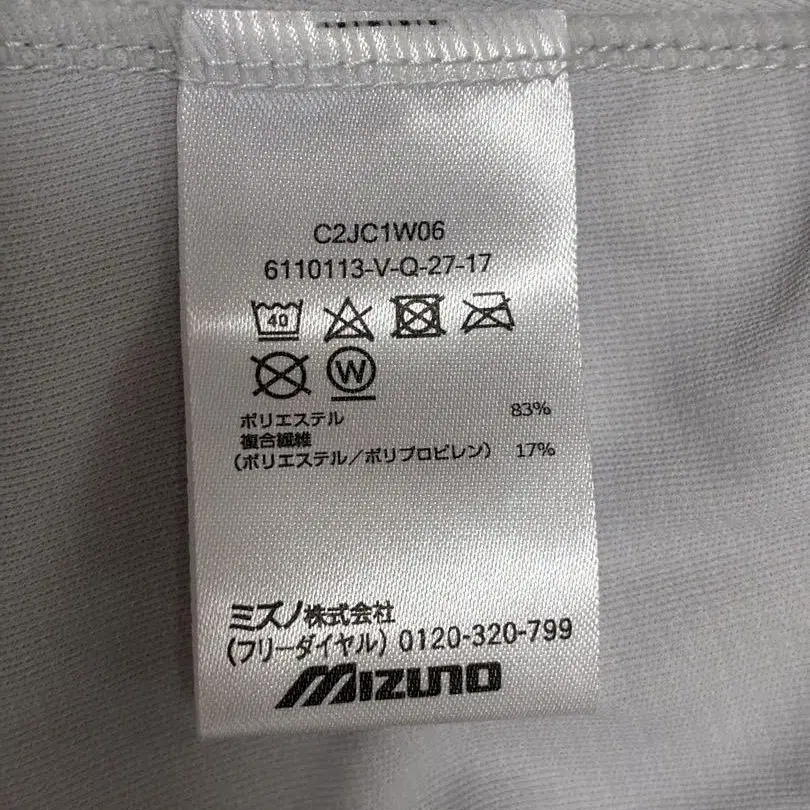 C2JC1W06
6110113-V-Q-27-17
40
W
ポリエステル 83%
複合繊維
(ポリエステル/ポリプロピレン) 17%
ミズノ株式会社
(フリーダイヤル) 0120-320-799
MIZUNO